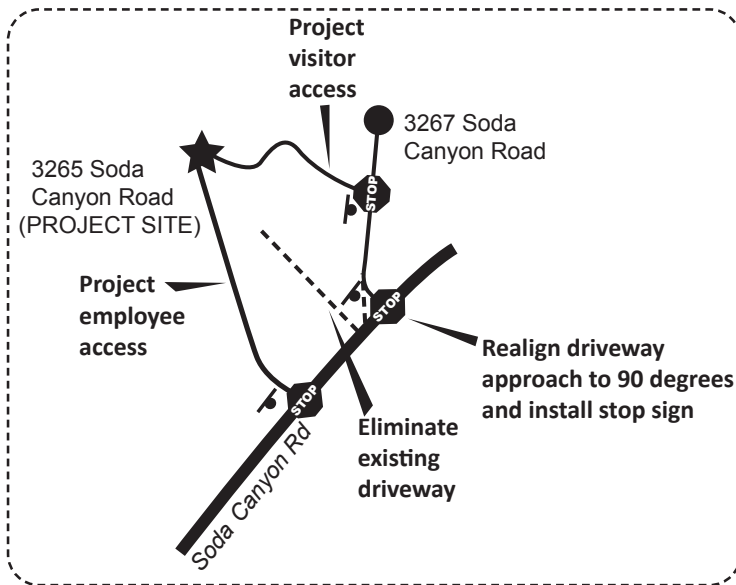 Project
visitor
access
3267 Soda
Canyon Road
3265 Soda
Canyon Road
(PROJECT SITE)
STOP
Project
employee
access
STOP
Realign driveway
approach to 90 degrees
and install stop sign
STOP
Eliminate
existing
driveway
Soda Canyon Rd